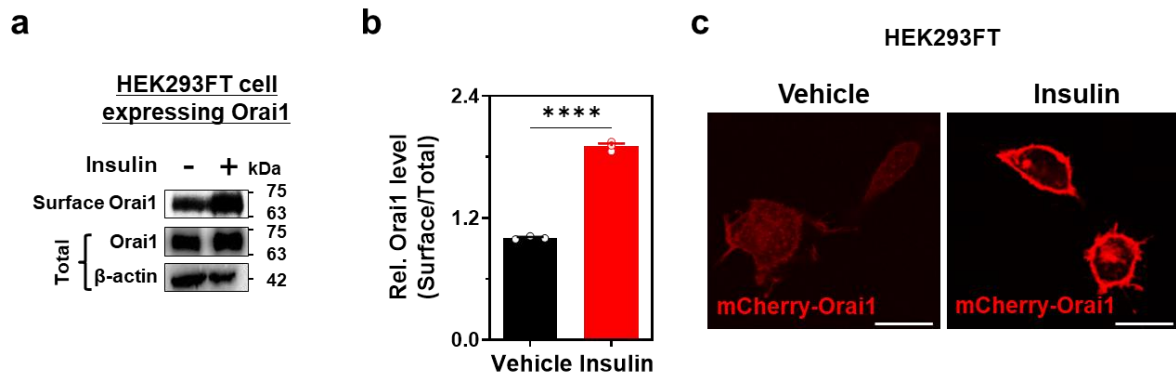 a
HEK293FT cell
expressing Orai1
Insulin - + kDa
Surface Orai1
75
63
Total
Orai1
75
63
β-actin
42
b
Rel. Orai1 level
(Surface/Total)
2.4
1.2
0.0
****
Vehicle Insulin
c
HEK293FT
Vehicle
Insulin
mCherry-Orai1
mCherry-Orai1